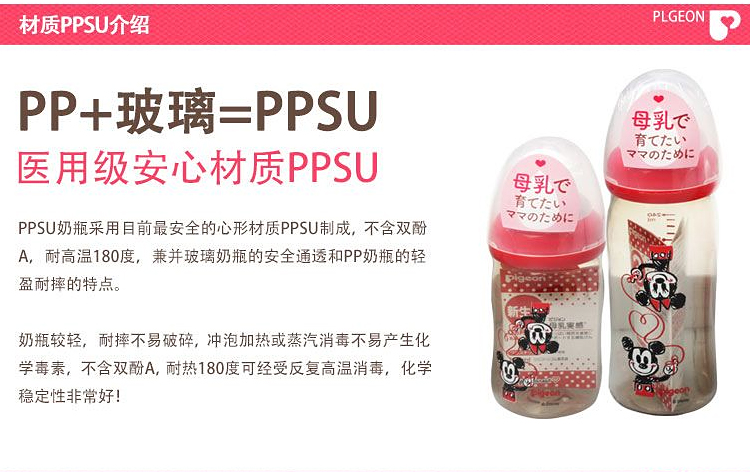 材质PPSU介绍
PLGEON
PP+玻璃=PPSU
医用级安心材质PPSU
PPSU奶瓶采用目前最安全的心形材质PPSU制成，不含双酚
A，耐高温180度，兼并玻璃奶瓶的安全通透和PP奶瓶的轻
盈耐摔的特点。
奶瓶较轻，耐摔不易破碎，冲泡加热或蒸汽消毒不易产生化
学毒素，不含双酚A，耐热180度可经受反复高温消毒，化学
稳定性非常好！
母乳で
育てたい
ママのために
母乳で
育てたい
ママのために
240
pigeon
新生
母乳実感
pigeon
pigeon